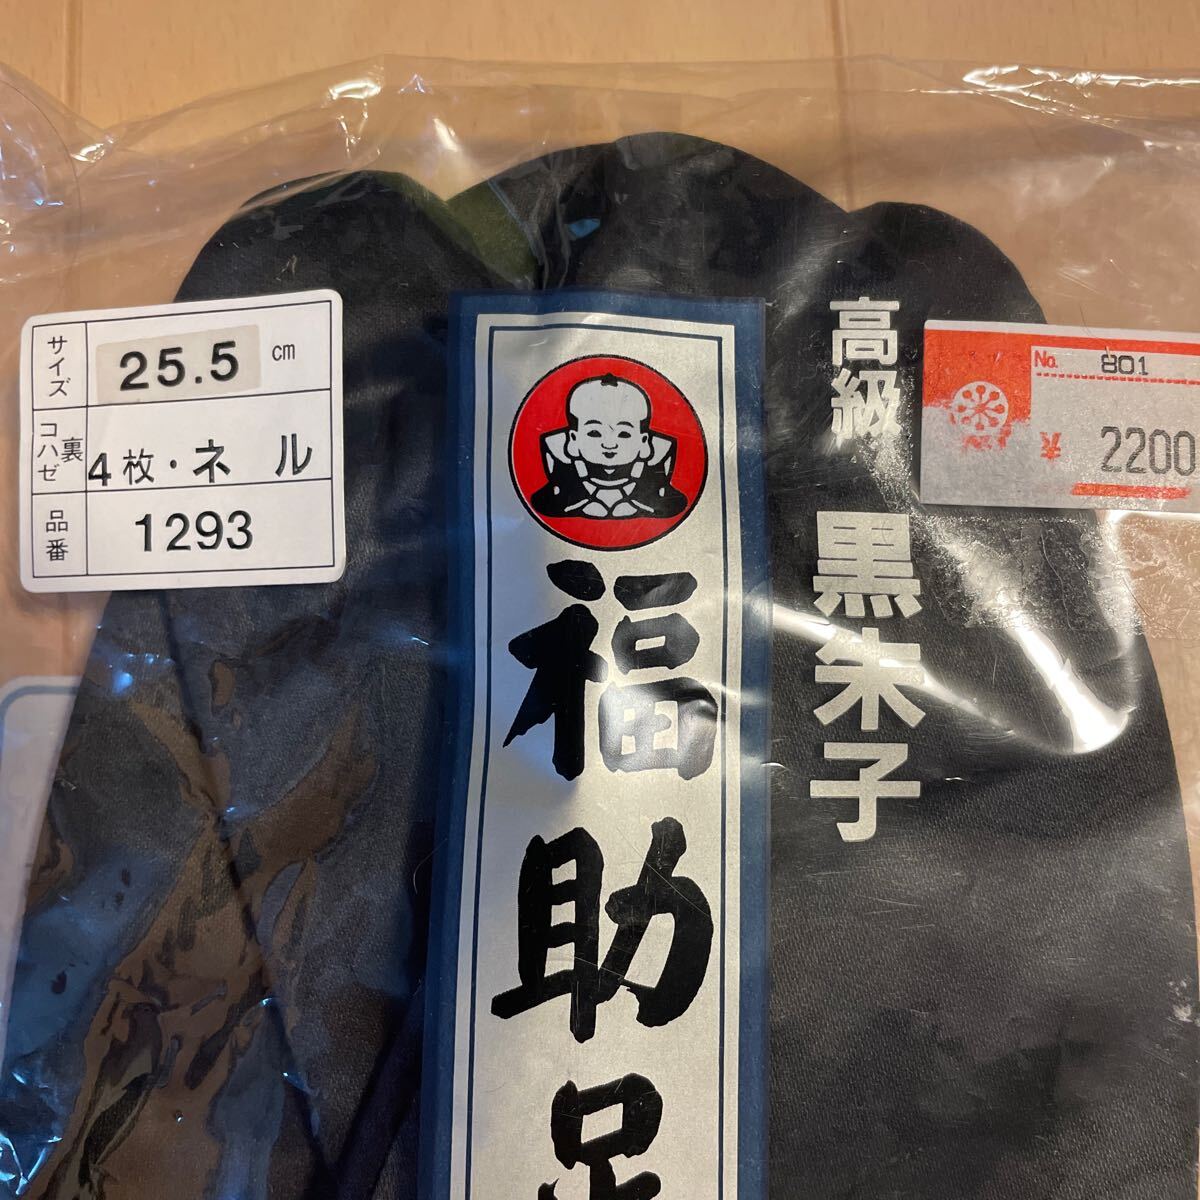 サイズ 25.5 cm
コハゼ 裏 4枚・ネル
品番 1293
福助足
高級 黒朱子
No. 801
¥ 2200